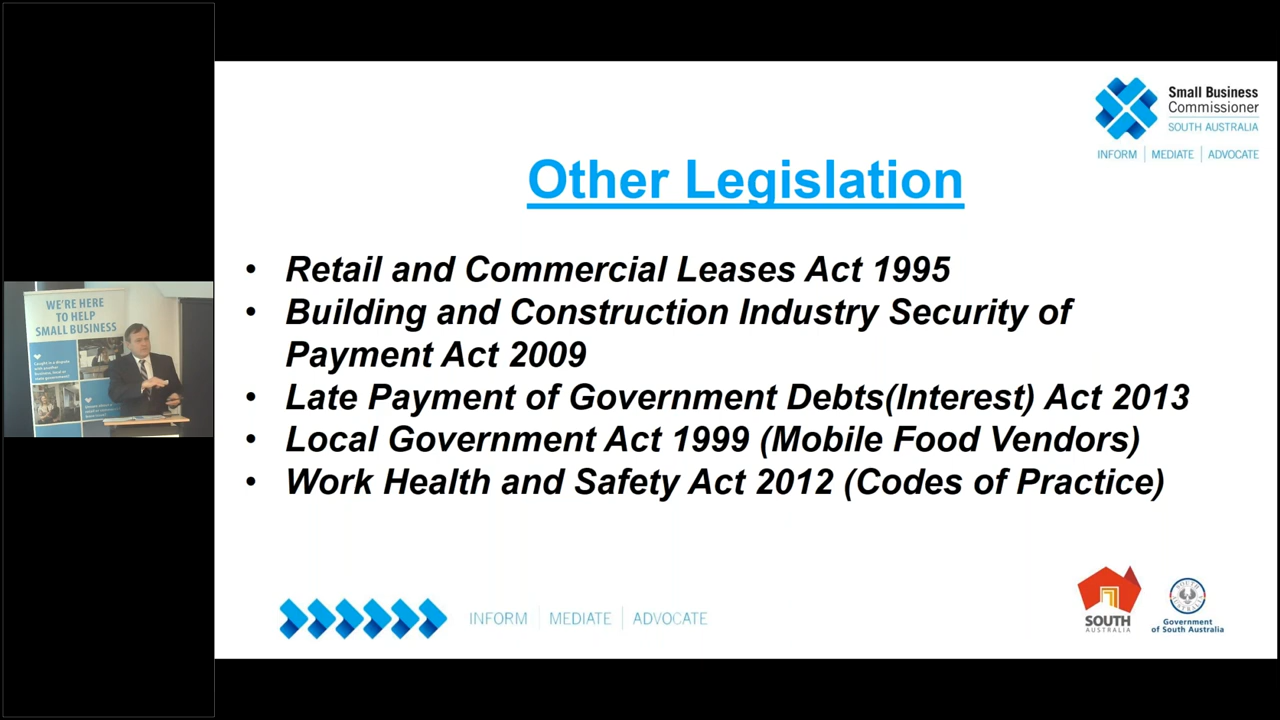 Small Business
Commissioner
SOUTH AUSTRALIA
INFORM | MEDIATE | ADVOCATE
Other Legislation
• Retail and Commercial Leases Act 1995
• Building and Construction Industry Security of
Payment Act 2009
• Late Payment of Government Debts(Interest) Act 2013
• Local Government Act 1999 (Mobile Food Vendors)
• Work Health and Safety Act 2012 (Codes of Practice)
WE'RE HERE
TO HELP
SMALL BUSINESS
INFORM | MEDIATE | ADVOCATE
SOUTH
AUSTRALIA
Government
of South Australia